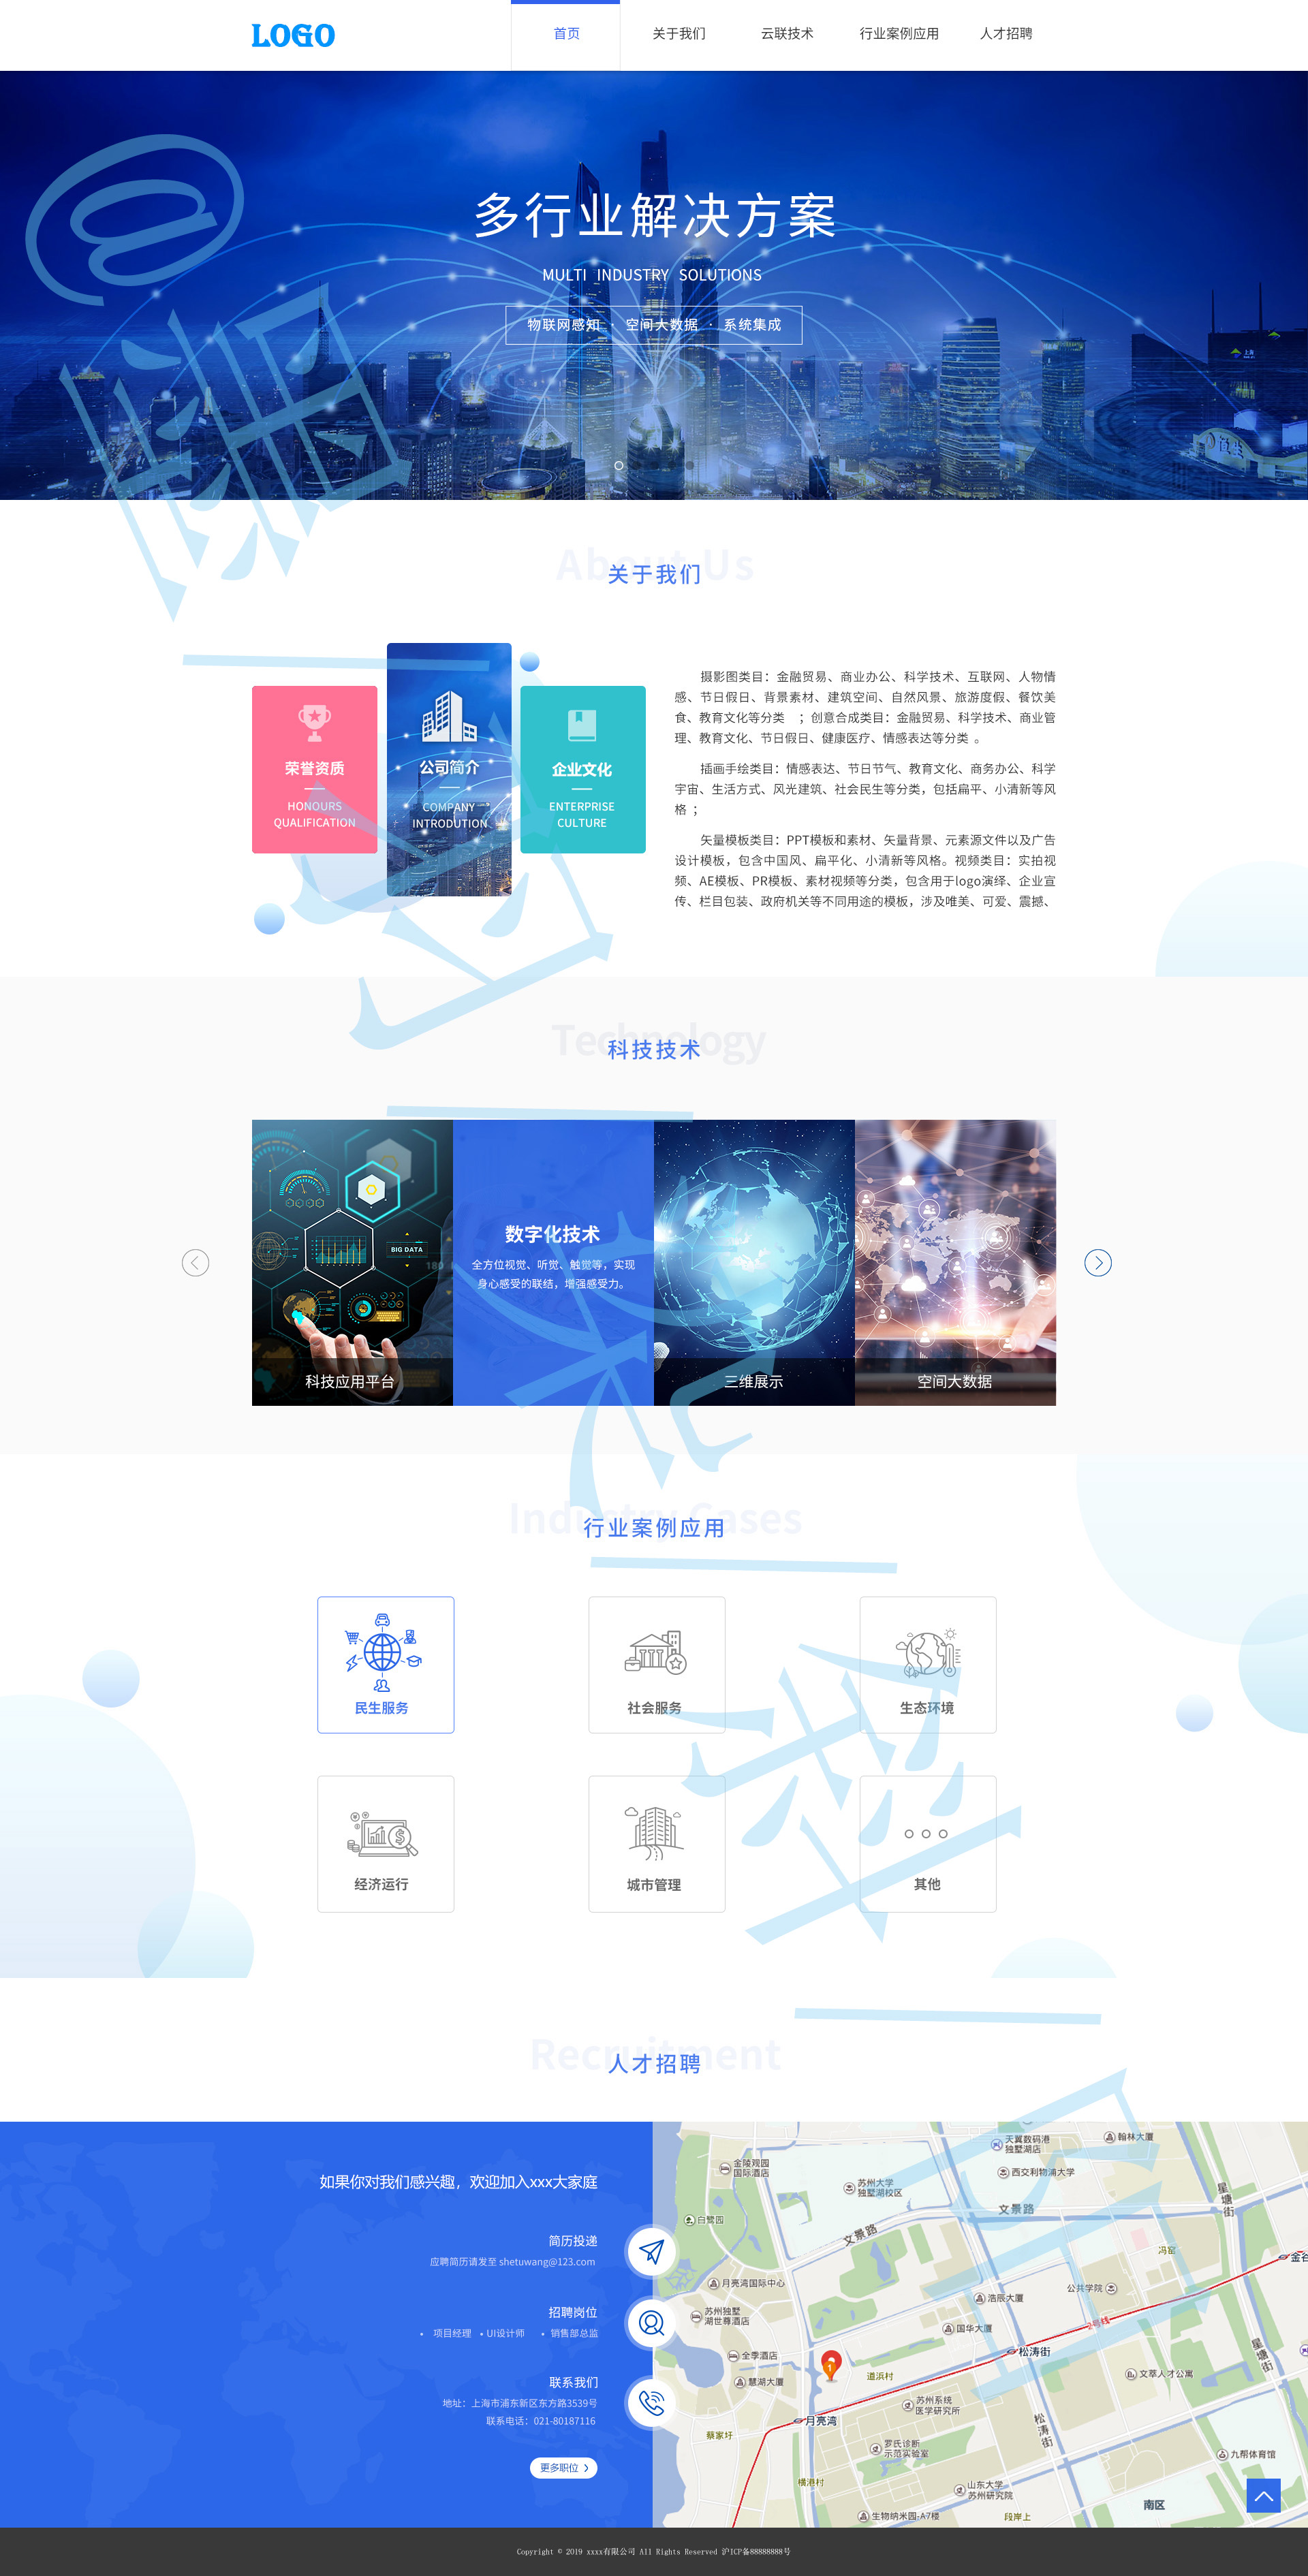 LOGO
首页 关于我们 云联技术 行业案例应用 人才招聘
多行业解决方案
MULTI INDUSTRY SOLUTIONS
物联网感知 · 空间大数据 · 系统集成
About Us
关于我们
荣誉资质
HONOURS
QUALIFICATION
公司简介
COMPANY
INTRODUTION
企业文化
ENTERPRISE
CULTURE
摄影图类目：金融贸易、商业办公、科学技术、互联网、人物情
感、节日假日、背景素材、建筑空间、自然风景、旅游度假、餐饮美
食、教育文化等分类 ；创意合成类目：金融贸易、科学技术、商业管
理、教育文化、节日假日、健康医疗、情感表达等分类 。
插画手绘类目：情感表达、节日节气、教育文化、商务办公、科学
宇宙、生活方式、风光建筑、社会民生等分类，包括扁平、小清新等风
格 ；
矢量模板类目：PPT模板和素材、矢量背景、元素源文件以及广告
设计模板，包含中国风、扁平化、小清新等风格。视频类目：实拍视
频、AE模板、PR模板、素材视频等分类，包含用于logo演绎、企业宣
传、栏目包装、政府机关等不同用途的模板，涉及唯美、可爱、震撼、
Technology
科技技术
BIG DATA
180
科技应用平台
数字化技术
全方位视觉、听觉、触觉等，实现
身心感受的联结，增强感受力。
三维展示
空间大数据
Industry Cases
行业案例应用
民生服务
社会服务
生态环境
经济运行
城市管理
其他
Recruitment
人才招聘
如果你对我们感兴趣，欢迎加入xxx大家庭
简历投递
应聘简历请发至 shetuwang@123.com
招聘岗位
• 项目经理 • UI设计师 • 销售部总监
联系我们
地址：上海市浦东新区东方路3539号
联系电话：021-80187116
更多职位
天翼数码港
独墅湖店
翰林大厦
金陵观园
国际酒店
西交利物浦大学
苏州大学
独墅湖校区
星塘街
文景路
白鹭园
文景路
冯窑
金谷
月亮湾国际中心
公共学院
浩辰大厦
苏州独墅
湖世尊酒店
2号线
国华大厦
星塘街
全季酒店
松涛街
1
道浜村
文萃人才公寓
慧湖大厦
苏州系统
医学研究所
月亮湾
松涛街
蔡家圩
罗氏诊断
示范实验室
九帮体育馆
横港村
山东大学
苏州研究院
南区
生物纳米园-A7楼
段岸上
Copyright © 2019 xxxx有限公司 All Rights Reserved 沪ICP备88888888号